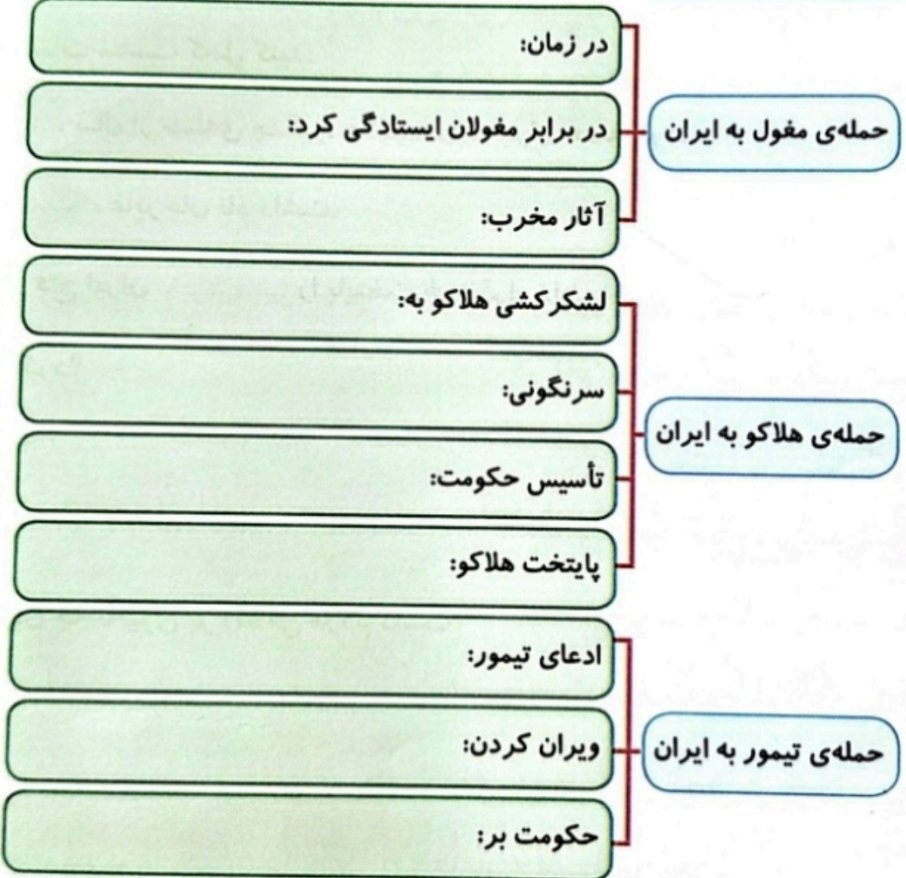 حمله‌ی مغول به ایران
در زمان:
در برابر مغولان ایستادگی کرد:
آثار مخرب:
حمله‌ی هلاکو به ایران
لشکرکشی هلاکو به:
سرنگونی:
تأسیس حکومت:
پایتخت هلاکو:
حمله‌ی تیمور به ایران
ادعای تیمور:
ویران کردن:
حکومت بر: